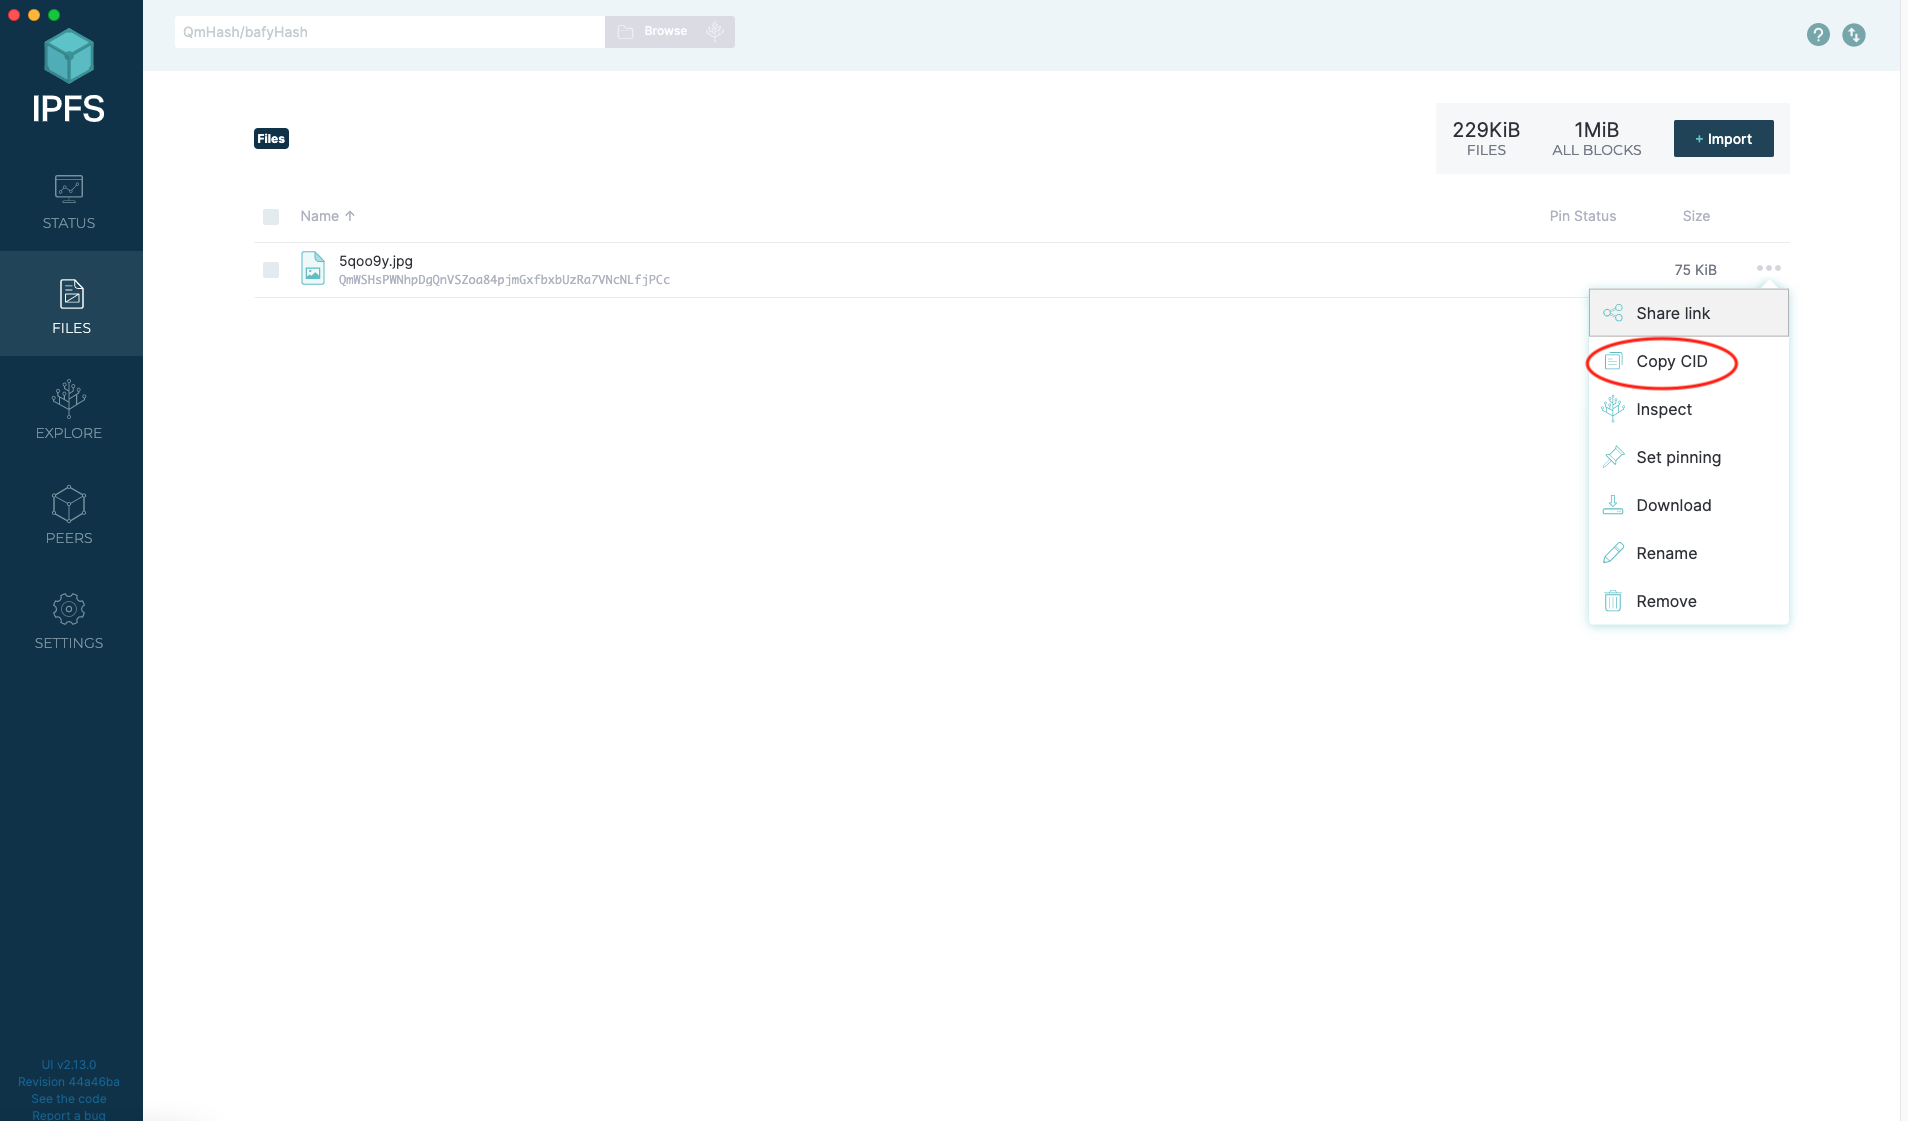 IPFS
STATUS
FILES
EXPLORE
PEERS
SETTINGS
UI v2.13.0
Revision 44a46ba
See the code
Report a bug
QmHash/bafyHash
Browse
?
Files
229KiB
FILES
1MiB
ALL BLOCKS
+ Import
Name ↑
Pin Status
Size
5qoo9y.jpg
QmWSHsPWNhpDgQnVSZoa84pjmGxfbxbUzRa7VNcNLfjPCc
75 KiB
Share link
Copy CID
Inspect
Set pinning
Download
Rename
Remove